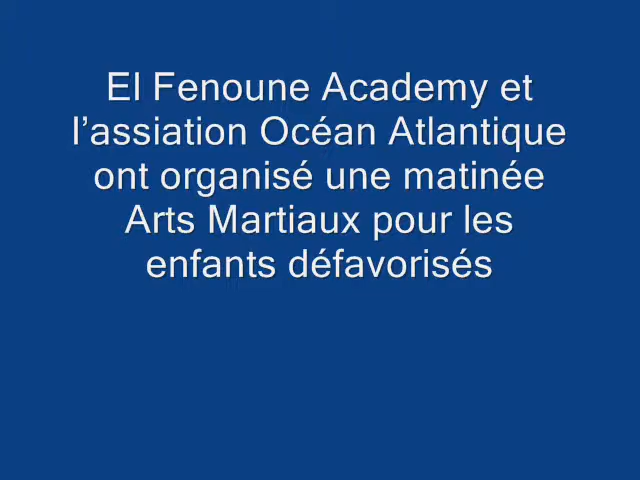 El Fenoune Academy et
l’assiation Océan Atlantique
ont organisé une matinée
Arts Martiaux pour les
enfants défavorisés